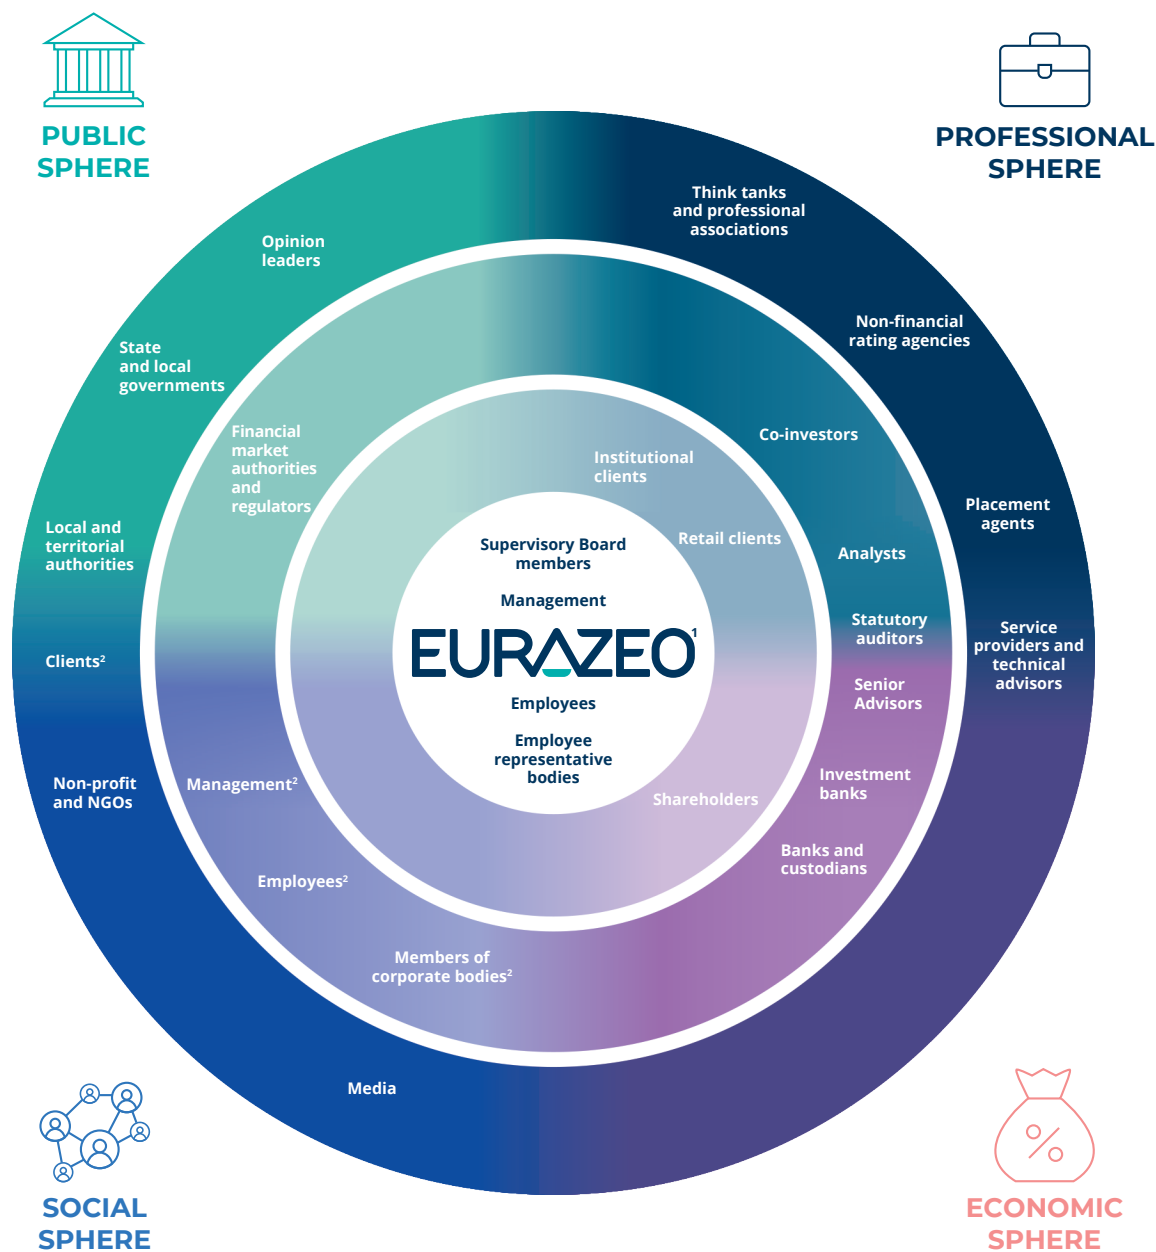 PUBLIC
SPHERE
PROFESSIONAL
SPHERE
Think tanks
and professional
associations
Opinion
leaders
Non-financial
rating agencies
State
and local
governments
Financial
market
authorities
and
regulators
Co-investors
Institutional
clients
Placement
agents
Local and
territorial
authorities
Retail clients
Analysts
Supervisory Board
members
Management
EURAZEO¹
Employees
Employee
representative
bodies
Statutory
auditors
Service
providers and
technical
advisors
Clients²
Senior
Advisors
Non-profit
and NGOs
Management²
Investment
banks
Shareholders
Banks and
custodians
Employees²
Members of
corporate bodies²
Media
%
SOCIAL
SPHERE
ECONOMIC
SPHERE